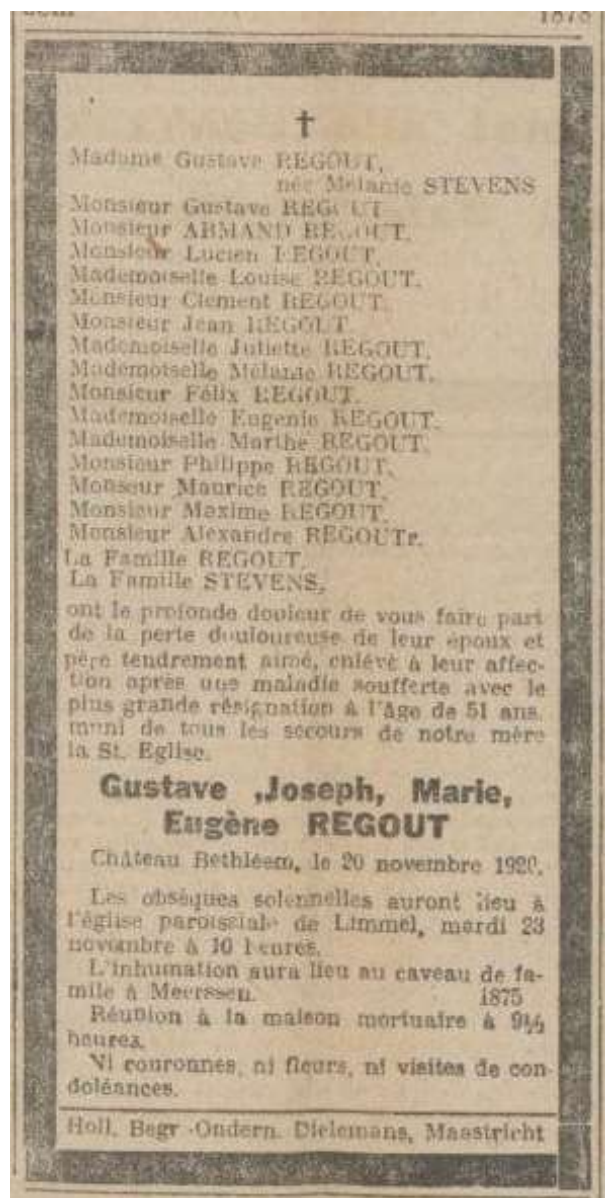 1878
†
Madame Gustave REGOUT,
née Mélanie STEVENS
Monsieur Gustave REGOUT
Monsieur ARMAND REGOUT,
Monsieur Lucien REGOUT,
Mademoiselle Louise REGOUT,
Monsieur Clement REGOUT,
Monsieur Jean REGOUT,
Mademoiselle Juliette REGOUT,
Mademoiselle Mélanie REGOUT,
Monsieur Félix REGOUT,
Mademoiselle Eugenie REGOUT,
Mademoiselle Marthe REGOUT,
Monsieur Philippe REGOUT,
Monseur Maurice REGOUT,
Monsieur Maxime REGOUT,
Monsieur Alexandre REGOUTr.
La Famille REGOUT,
La Famille STEVENS,
ont le profonde douleur de vous faire part
de la perte douloureuse de leur époux et
père tendrement aimé, enlévé à leur affec-
tion après une maladie soufferte avec le
plus grande résignation à l'âge de 51 ans,
muni de tous les secours de notre mère
la St. Eglise.
Gustave ,Joseph, Marie,
Eugène REGOUT
Château Bethléem, le 20 novembre 1920.
Les obséques solennelles auront lieu à
l'église paroissiale de Limmel, mardi 23
novembre à 10 heures.
L'inhumation aura lieu au caveau de fa-
mile à Meerssen. 1875
Réunion à la maison mortuaire à 9½
heures.
Ni couronnes, ni fleurs, ni visites de con-
doléances.
Holl. Begr -Ondern. Dielemans, Maastricht